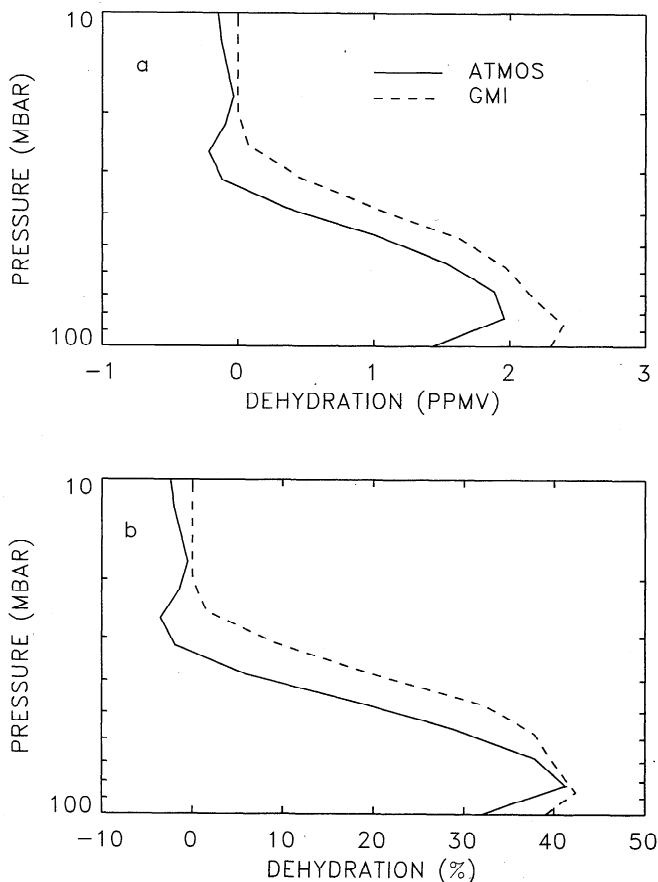 10
a
ATMOS
GMI
PRESSURE (MBAR)
100
−1 0 1 2 3
DEHYDRATION (PPMV)
10
b
PRESSURE (MBAR)
100
−10 0 10 20 30 40 50
DEHYDRATION (%)